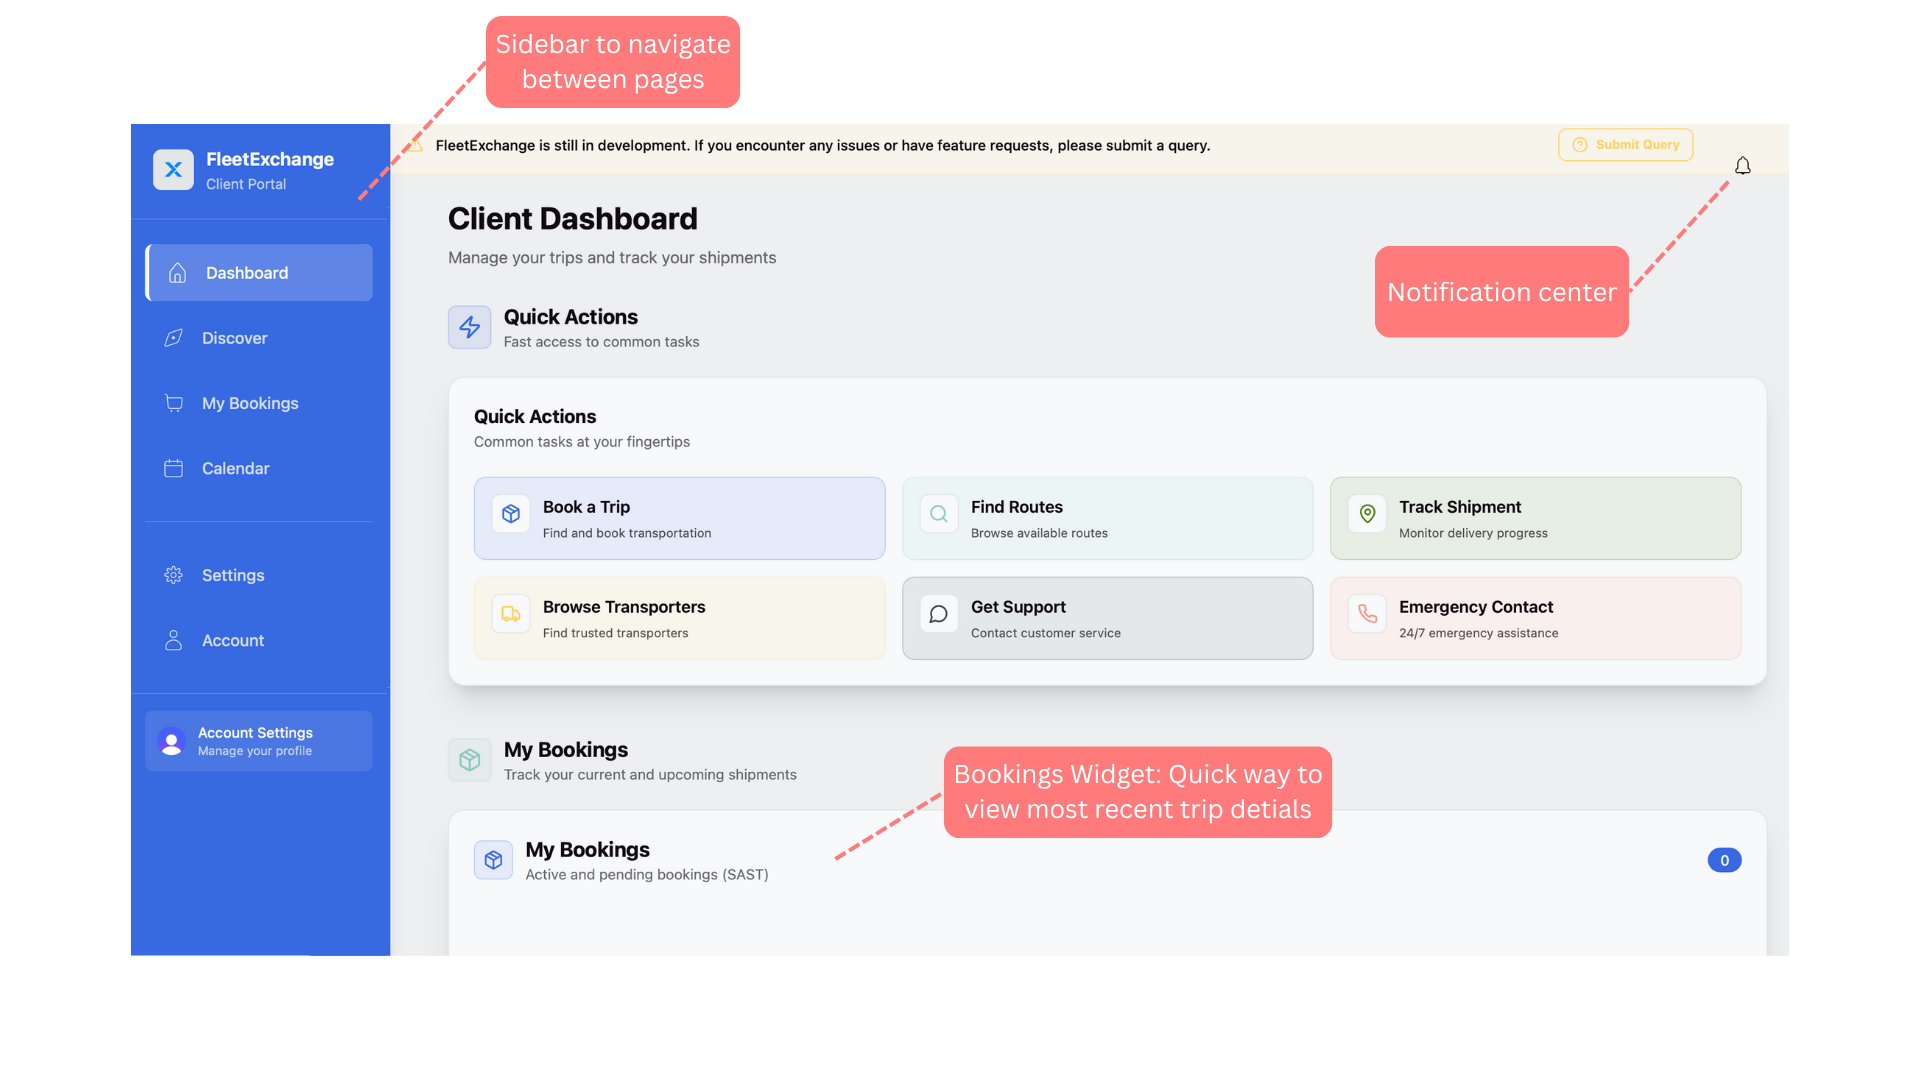 Sidebar to navigate
between pages
FleetExchange
Client Portal
FleetExchange is still in development. If you encounter any issues or have feature requests, please submit a query.
Submit Query
Dashboard
Discover
My Bookings
Calendar
Settings
Account
Account Settings
Manage your profile
Client Dashboard
Manage your trips and track your shipments
Notification center
Quick Actions
Fast access to common tasks
Quick Actions
Common tasks at your fingertips
Book a Trip
Find and book transportation
Find Routes
Browse available routes
Track Shipment
Monitor delivery progress
Browse Transporters
Find trusted transporters
Get Support
Contact customer service
Emergency Contact
24/7 emergency assistance
My Bookings
Track your current and upcoming shipments
Bookings Widget: Quick way to
view most recent trip detials
My Bookings
Active and pending bookings (SAST)
0